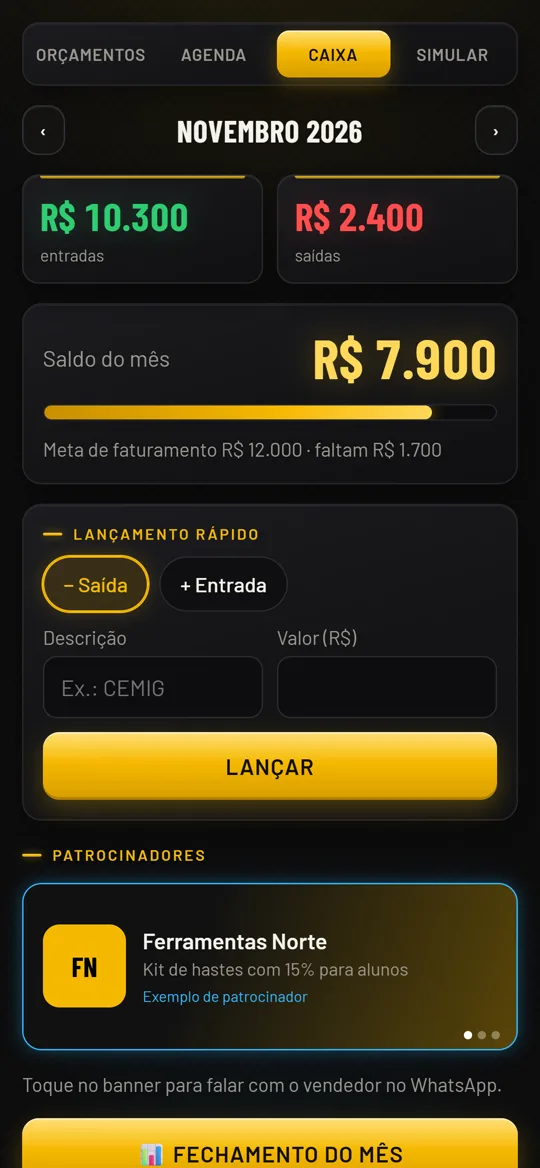 ORÇAMENTOS AGENDA CAIXA SIMULAR
‹ NOVEMBRO 2026 ›
R$ 10.300 R$ 2.400
entradas saídas
Saldo do mês R$ 7.900
Meta de faturamento R$ 12.000 · faltam R$ 1.700
LANÇAMENTO RÁPIDO
− Saída + Entrada
Descrição Valor (R$)
Ex.: CEMIG
LANÇAR
PATROCINADORES
FN
Ferramentas Norte
Kit de hastes com 15% para alunos
Exemplo de patrocinador
Toque no banner para falar com o vendedor no WhatsApp.
📊 FECHAMENTO DO MÊS